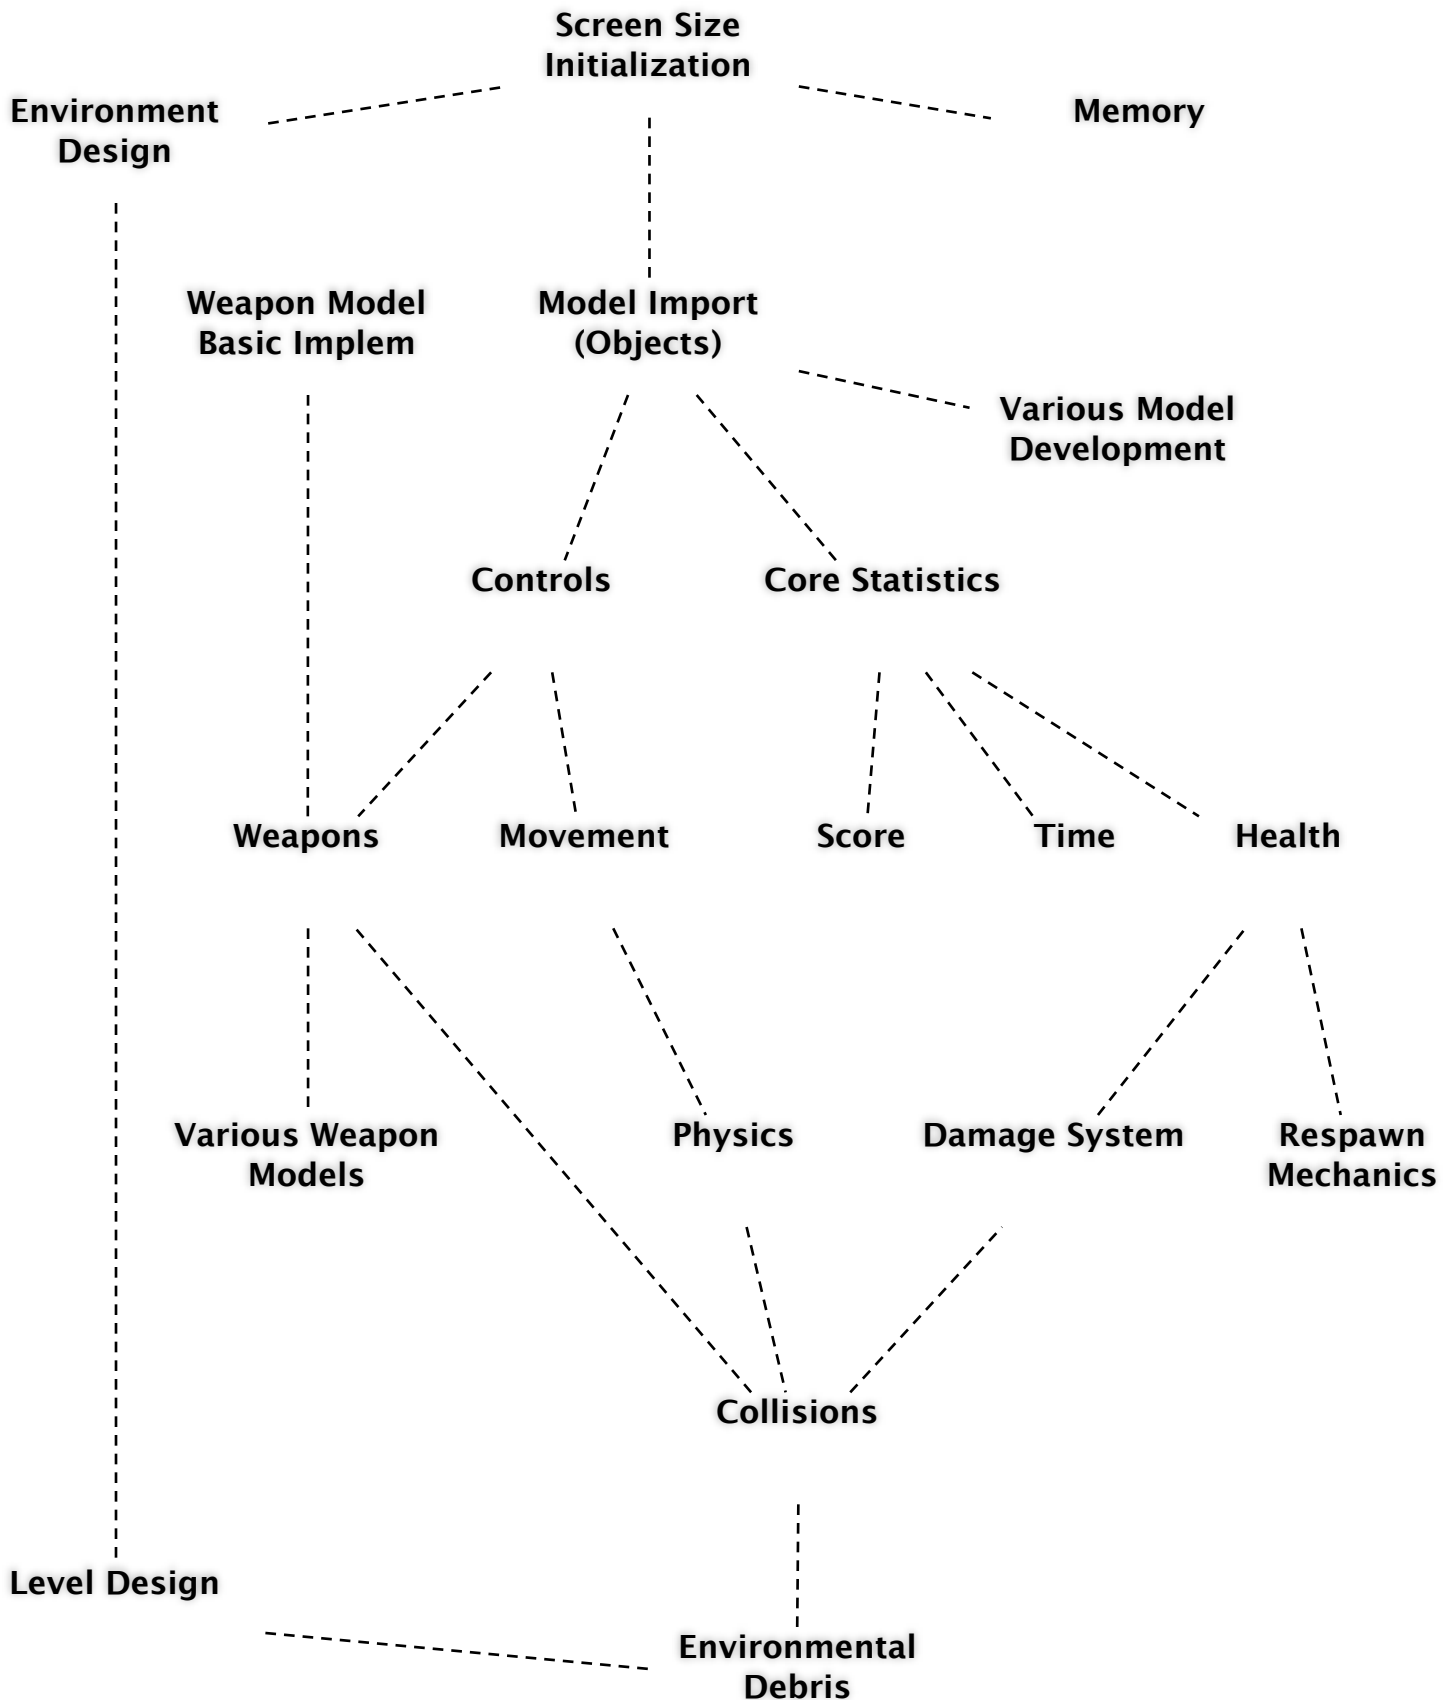 Screen Size
Initialization
Environment
Design
Memory
Weapon Model
Basic Implem
Model Import
(Objects)
Various Model
Development
Controls
Core Statistics
Weapons
Movement
Score
Time
Health
Various Weapon
Models
Physics
Damage System
Respawn
Mechanics
Collisions
Level Design
Environmental
Debris